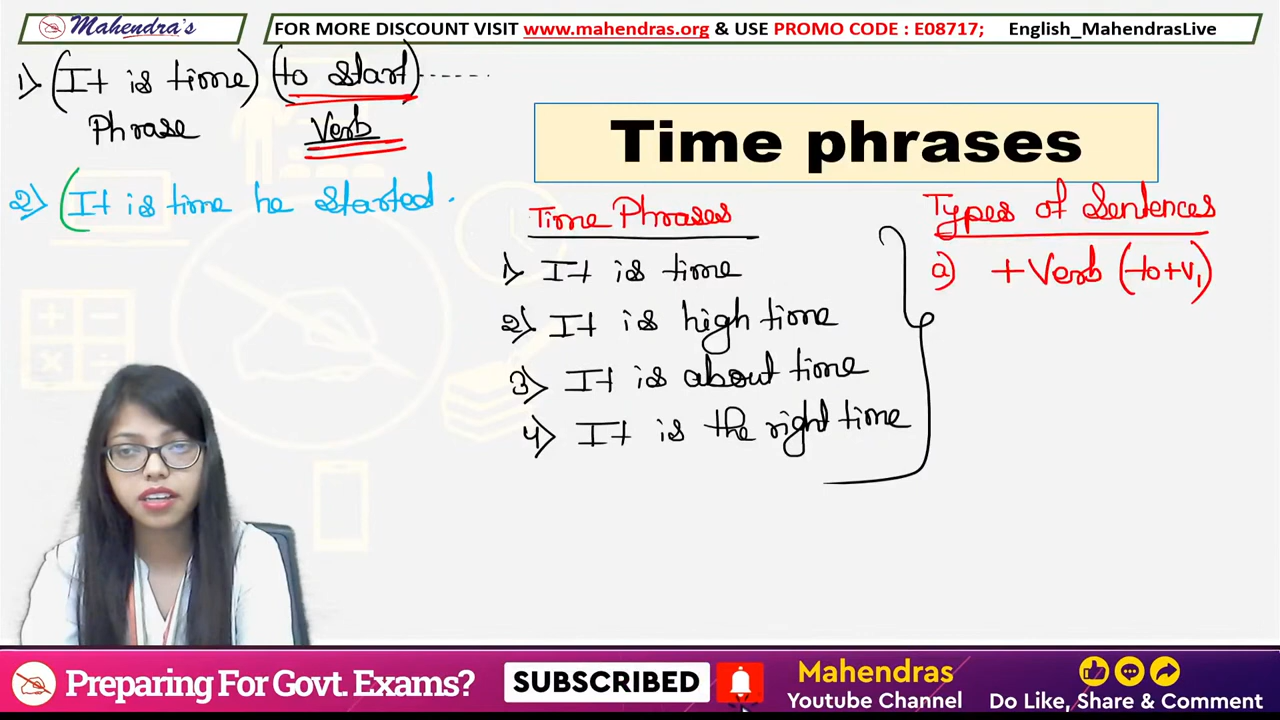 Mahendra's
FOR MORE DISCOUNT VISIT www.mahendras.org & USE PROMO CODE : E08717; English_MahendrasLive
1) (It is time) (to start)-----
Phrase Verb
2) (It is time he started.
Time phrases
Time Phrases
1) It is time
2) It is high time
3) It is about time
4) It is the right time
Types of Sentences
a) + Verb (to+V1)
Preparing For Govt. Exams?
SUBSCRIBED
Mahendras
Youtube Channel
Do Like, Share & Comment